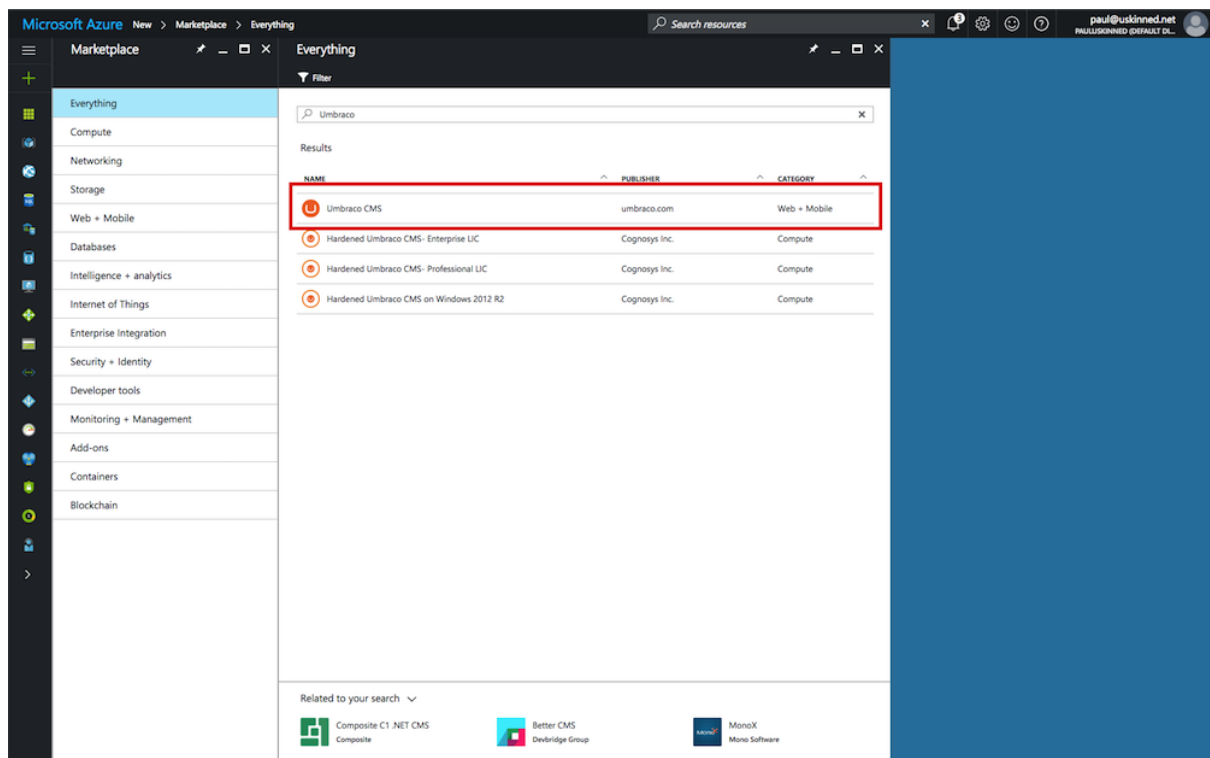 Microsoft Azure New > Marketplace > Everything
Search resources
3
paul@uskinned.net
PAULUSKINNED (DEFAULT DI...
Marketplace
Everything
Compute
Networking
Storage
Web + Mobile
Databases
Intelligence + analytics
Internet of Things
Enterprise Integration
Security + Identity
Developer tools
Monitoring + Management
Add-ons
Containers
Blockchain
Everything
Filter
Umbraco
Results
NAME PUBLISHER CATEGORY
Umbraco CMS umbraco.com Web + Mobile
Hardened Umbraco CMS- Enterprise LIC Cognosys Inc. Compute
Hardened Umbraco CMS- Professional LIC Cognosys Inc. Compute
Hardened Umbraco CMS on Windows 2012 R2 Cognosys Inc. Compute
Related to your search
Composite C1 .NET CMS
Composite
Better CMS
Devbridge Group
MonoX
Mono Software